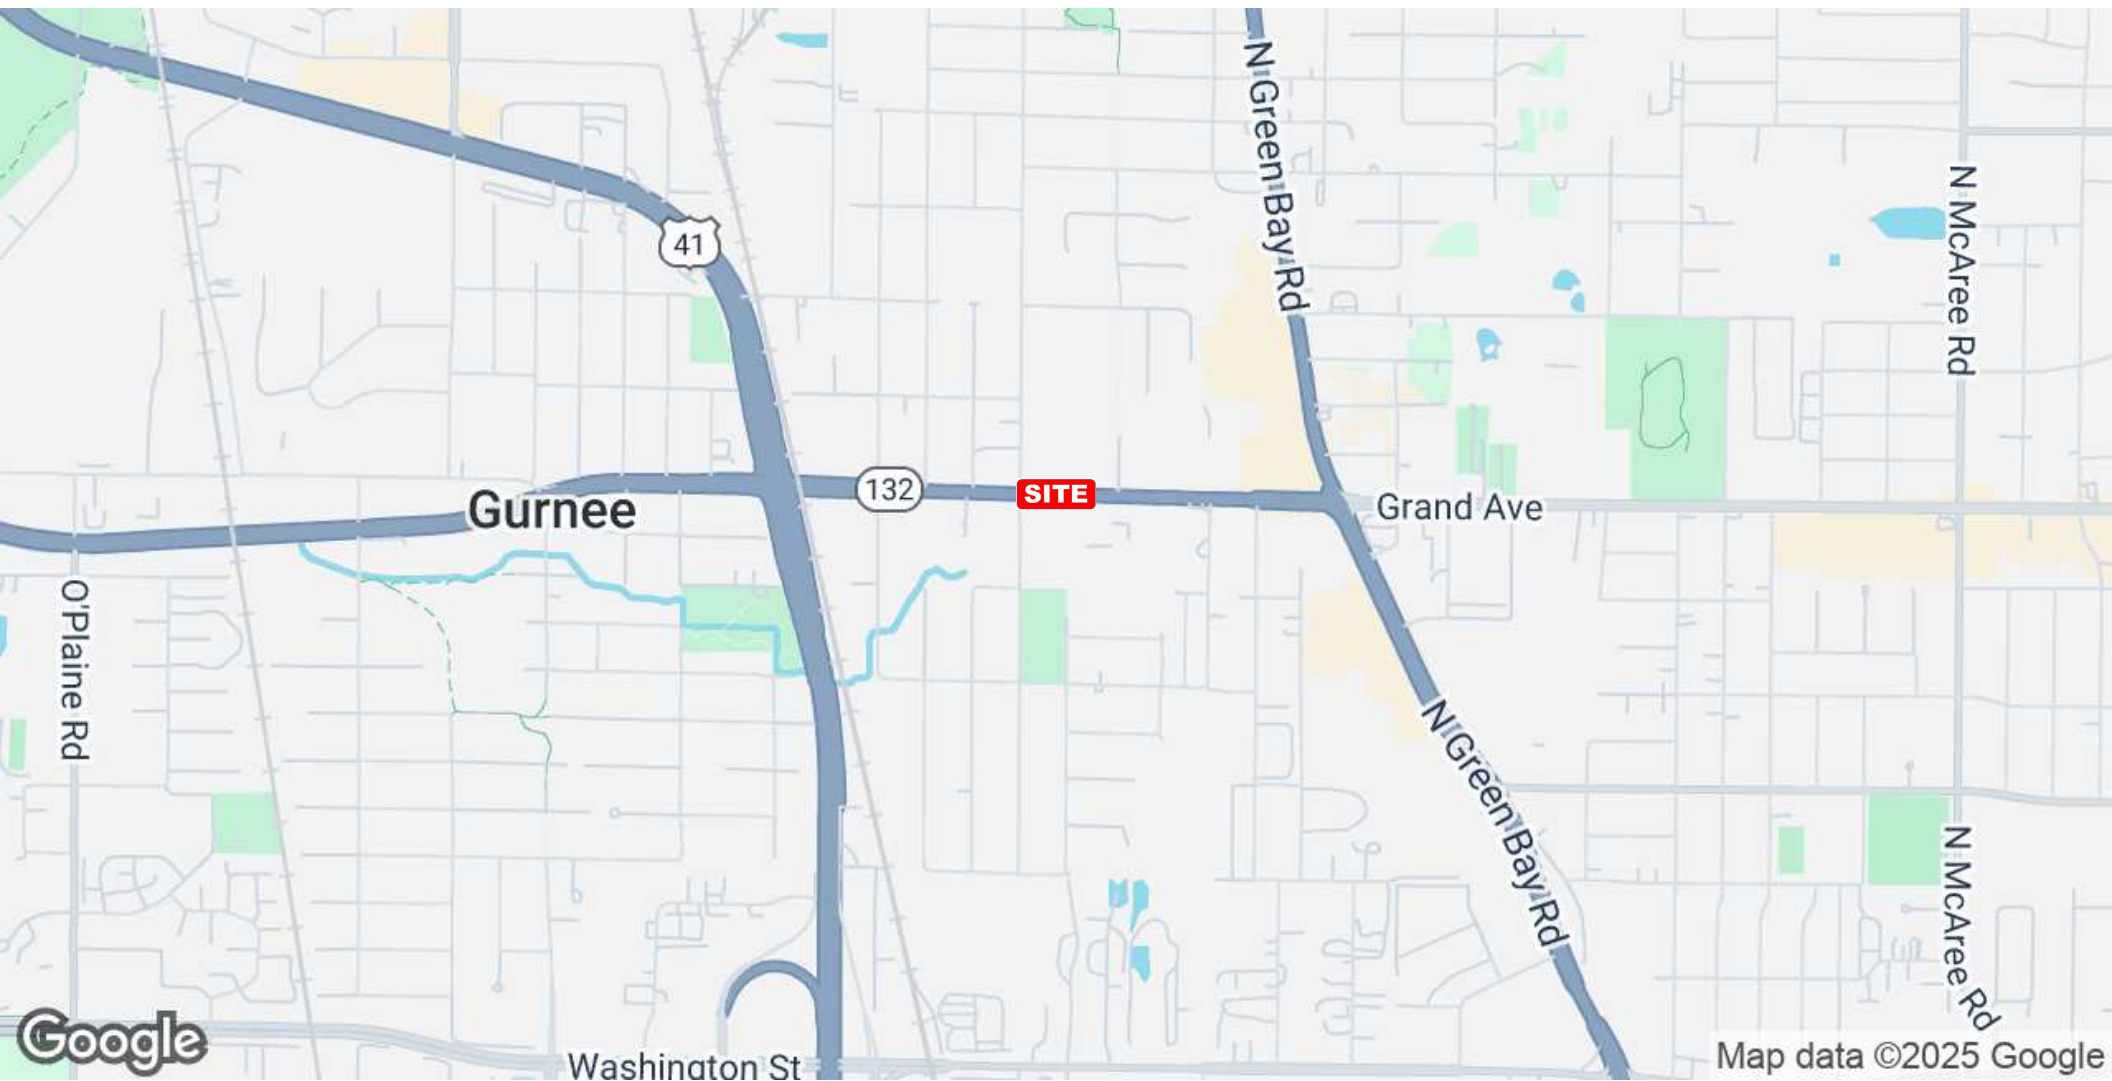 N Green Bay Rd
N McAree Rd
41
132
SITE
Gurnee
Grand Ave
O'Plaine Rd
N Green Bay Rd
N McAree Rd
Google
Washington St
Map data ©2025 Google